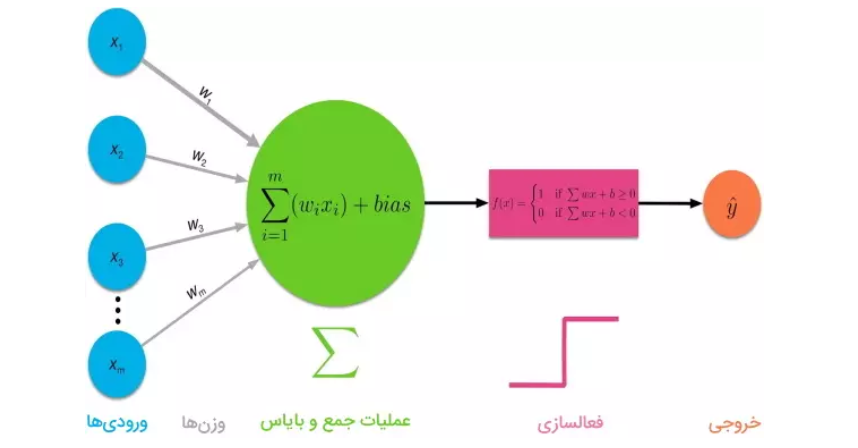 x₁
w₁
x₂
w₂
x₃
w₃
xₘ
wₘ
m
∑(wᵢxᵢ) + bias
i=1
f(x) = {1 if ∑ wx + b ≥ 0
0 if ∑ wx + b < 0
ŷ
∑
ورودی‌ها
وزن‌ها
عملیات جمع و بایاس
فعالسازی
خروجی